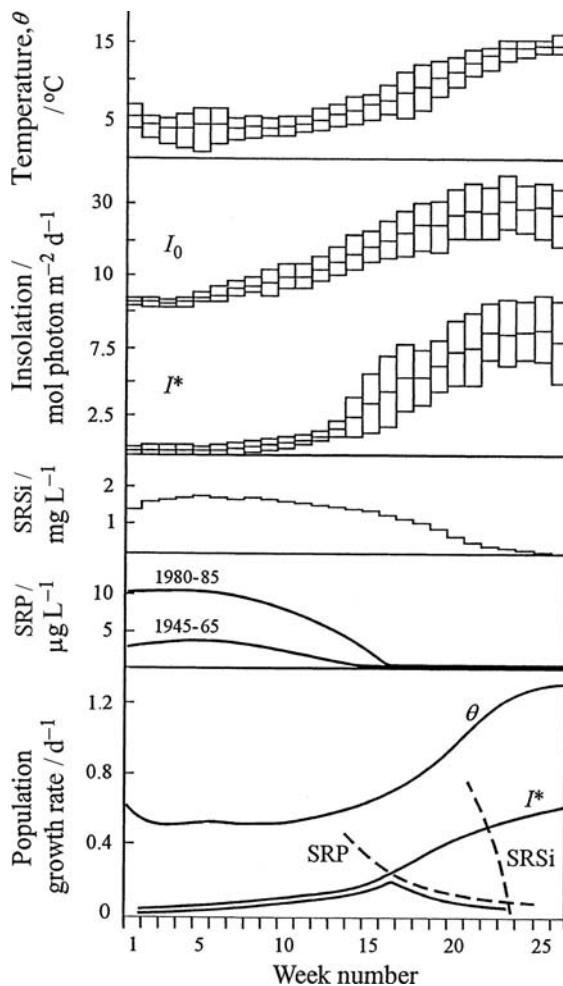 Temperature, θ
/ ºC
15
5
Insolation /
mol photon m⁻² d⁻¹
30
I₀
10
7.5
I*
2.5
SRSi /
mg L⁻¹
2
1
SRP /
µg L⁻¹
10
1980-85
5
1945-65
Population
growth rate / d⁻¹
1.2
θ
0.8
I*
0.4
SRP
SRSi
0
1 5 10 15 20 25
Week number